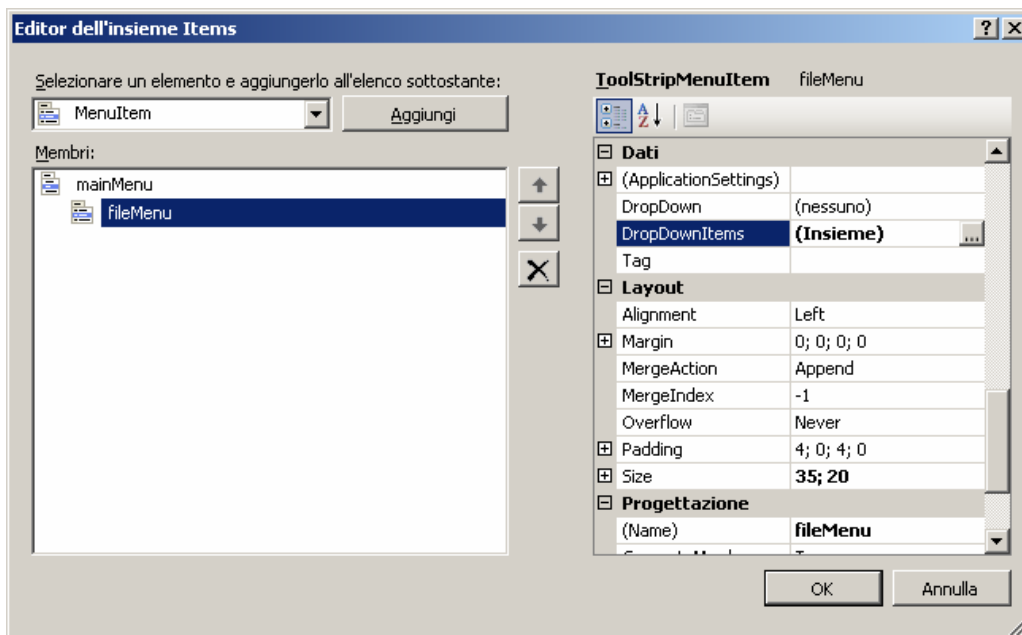 Editor dell'insieme Items
Selezionare un elemento e aggiungerlo all'elenco sottostante:
MenuItem
Aggiungi
Membri:
mainMenu
fileMenu
ToolStripMenuItem fileMenu
Dati
(ApplicationSettings)
DropDown (nessuno)
DropDownItems (Insieme) ...
Tag
Layout
Alignment Left
Margin 0; 0; 0; 0
MergeAction Append
MergeIndex -1
Overflow Never
Padding 4; 0; 4; 0
Size 35; 20
Progettazione
(Name) fileMenu
OK
Annulla